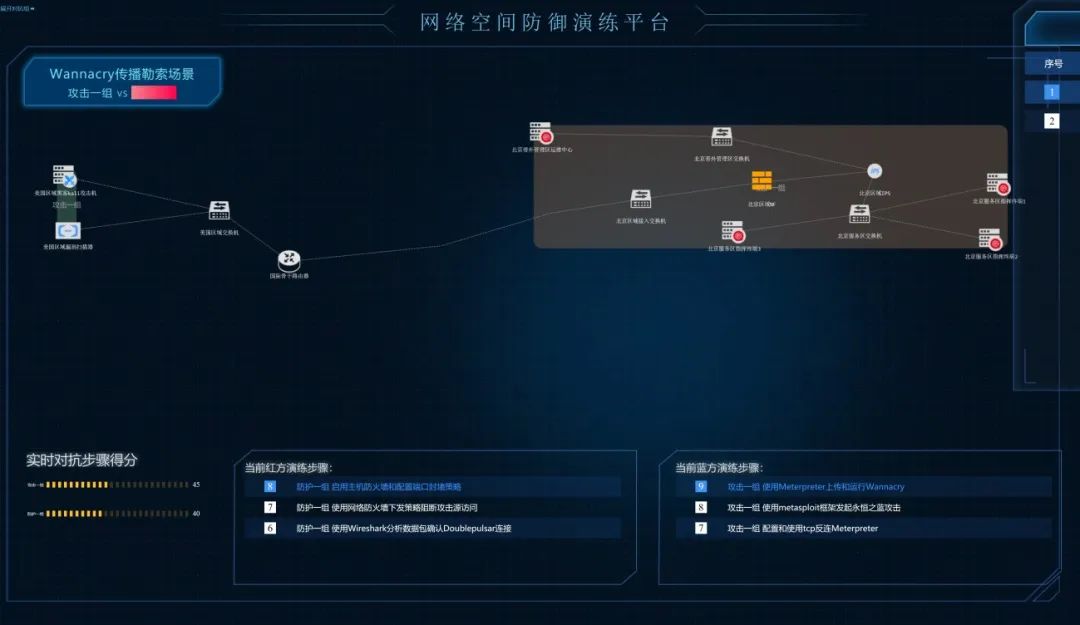 展开对抗组
网络空间防御演练平台
Wannacry传播勒索场景
攻击一组 vs
序号
1
2
北京带外管理区运维中心
北京带外管理区交换机
北京区域IPS
IPS
一组
北京区域WF
北京服务区指挥终端1
美国区域黑客kali攻击机
攻击一组
美国区域漏洞扫描器
美国区域交换机
北京区域接入交换机
北京服务区交换机
北京服务区指挥终端3
北京服务区指挥终端2
国际骨干路由器
实时对抗步骤得分
攻击一组
45
防护一组
40
当前红方演练步骤:
8 防护一组 启用主机防火墙和配置端口封堵策略
7 防护一组 使用网络防火墙下发策略阻断攻击源访问
6 防护一组 使用Wireshark分析数据包确认Doublepulsar连接
当前蓝方演练步骤:
9 攻击一组 使用Meterpreter上传和运行Wannacry
8 攻击一组 使用metasploit框架发起永恒之蓝攻击
7 攻击一组 配置和使用tcp反连Meterpreter